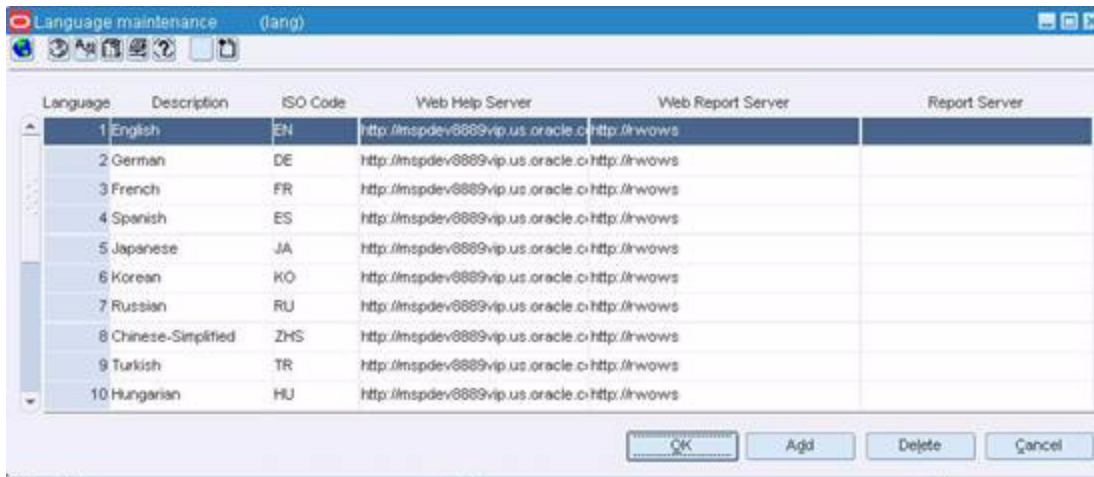 Language maintenance (lang)
Language Description ISO Code Web Help Server Web Report Server Report Server
1 English EN http://mspdev8889vip.us.oracle.c http://rwows
2 German DE http://mspdev8889vip.us.oracle.c http://rwows
3 French FR http://mspdev8889vip.us.oracle.c http://rwows
4 Spanish ES http://mspdev8889vip.us.oracle.c http://rwows
5 Japanese JA http://mspdev8889vip.us.oracle.c http://rwows
6 Korean KO http://mspdev8889vip.us.oracle.c http://rwows
7 Russian RU http://mspdev8889vip.us.oracle.c http://rwows
8 Chinese-Simplified ZHS http://mspdev8889vip.us.oracle.c http://rwows
9 Turkish TR http://mspdev8889vip.us.oracle.c http://rwows
10 Hungarian HU http://mspdev8889vip.us.oracle.c http://rwows
OK Add Delete Cancel